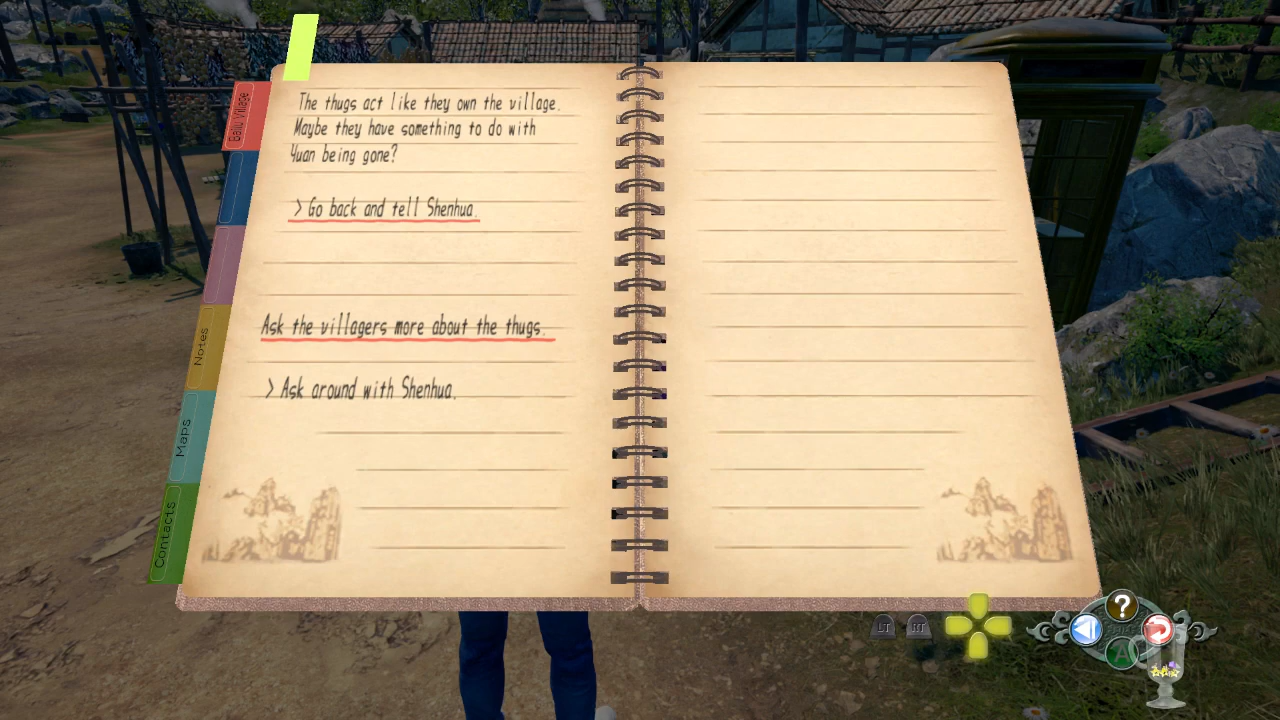 The thugs act like they own the village.
Maybe they have something to do with
Yuan being gone?
> Go back and tell Shenhua.
Ask the villagers more about the thugs.
> Ask around with Shenhua.
Bailu Village
Notes
Maps
Contacts
LT
RT
?
A